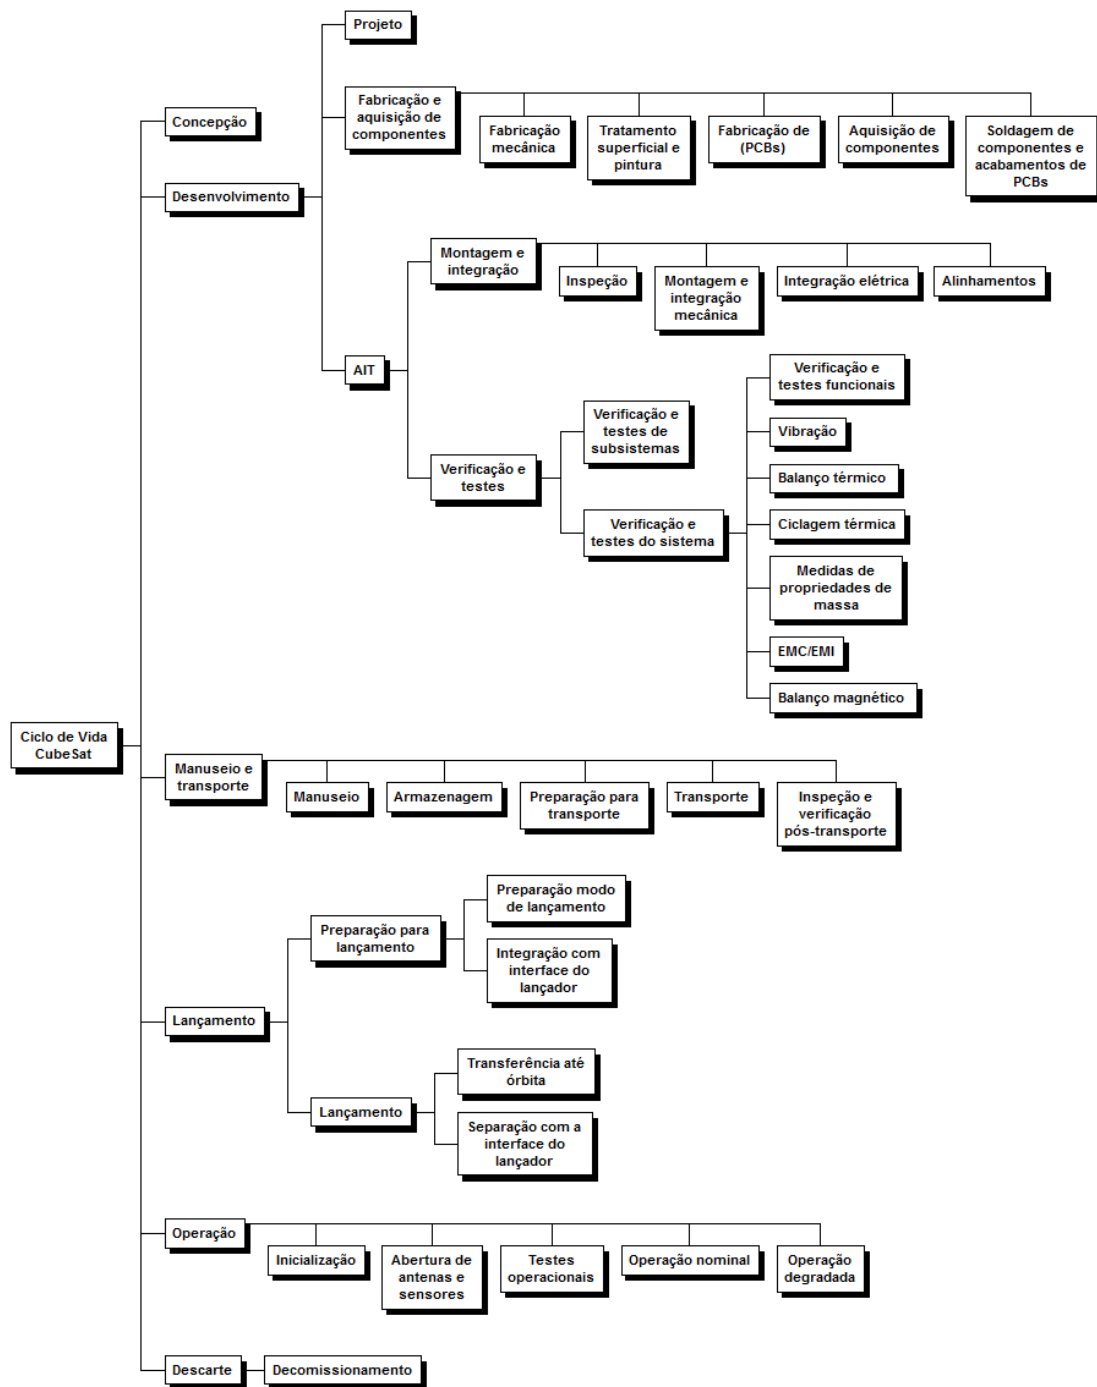 Projeto
Fabricação e
aquisição de
componentes
Fabricação
mecânica
Tratamento
superficial e
pintura
Fabricação de
(PCBs)
Aquisição de
componentes
Soldagem de
componentes e
acabamentos de
PCBs
Concepção
Desenvolvimento
Montagem e
integração
Inspeção
Montagem e
integração
mecânica
Integração elétrica
Alinhamentos
AIT
Verificação e
testes
Verificação e
testes de
subsistemas
Verificação e
testes do sistema
Verificação e
testes funcionais
Vibração
Balanço térmico
Ciclagem térmica
Medidas de
propriedades de
massa
EMC/EMI
Balanço magnético
Ciclo de Vida
CubeSat
Manuseio e
transporte
Manuseio
Armazenagem
Preparação para
transporte
Transporte
Inspeção e
verificação
pós-transporte
Lançamento
Preparação para
lançamento
Preparação modo
de lançamento
Integração com
interface do
lançador
Lançamento
Transferência até
órbita
Separação com a
interface do
lançador
Operação
Inicialização
Abertura de
antenas e
sensores
Testes
operacionais
Operação nominal
Operação
degradada
Descarte
Decomissionamento